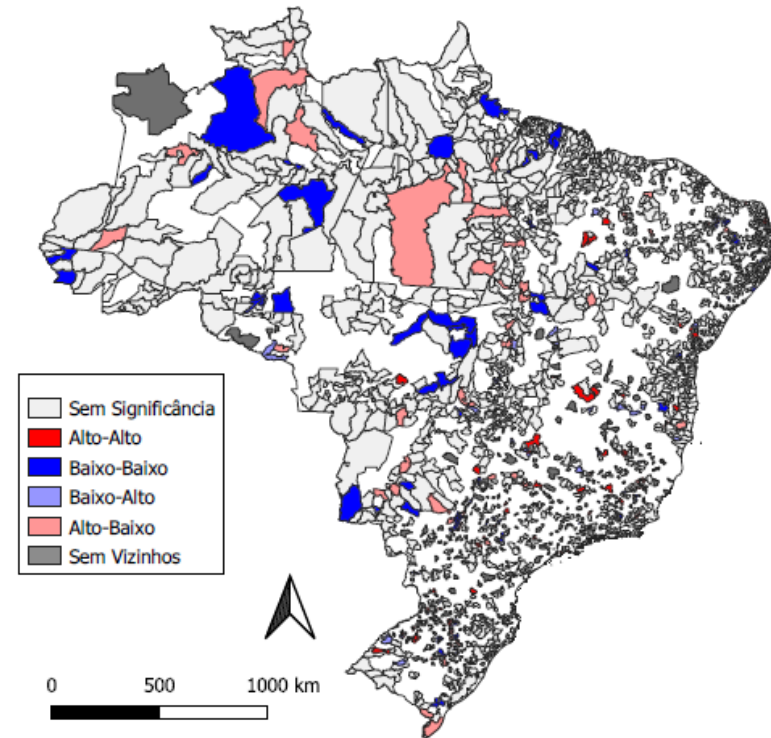 Sem Significância
Alto-Alto
Baixo-Baixo
Baixo-Alto
Alto-Baixo
Sem Vizinhos
0 500 1000 km